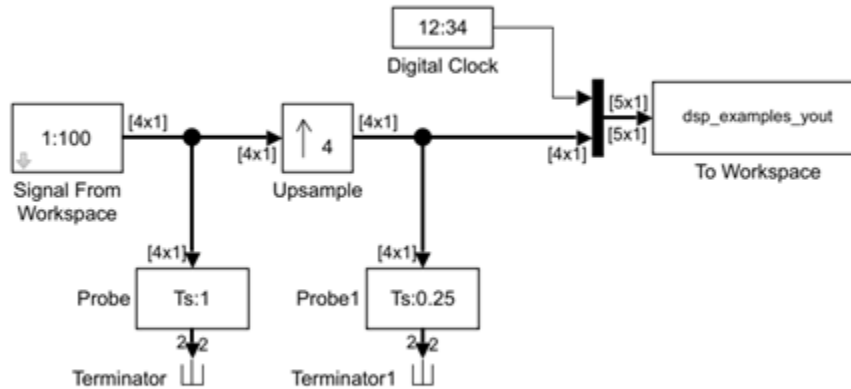 12:34
Digital Clock
[5x1]
dsp_examples_yout
[5x1]
To Workspace
[4x1]
1:100
[4x1]
Signal From
Workspace
4
[4x1]
Upsample
[4x1]
[4x1]
[4x1]
Probe
Ts:1
Probe1
Ts:0.25
2 2
2 2
Terminator
Terminator1